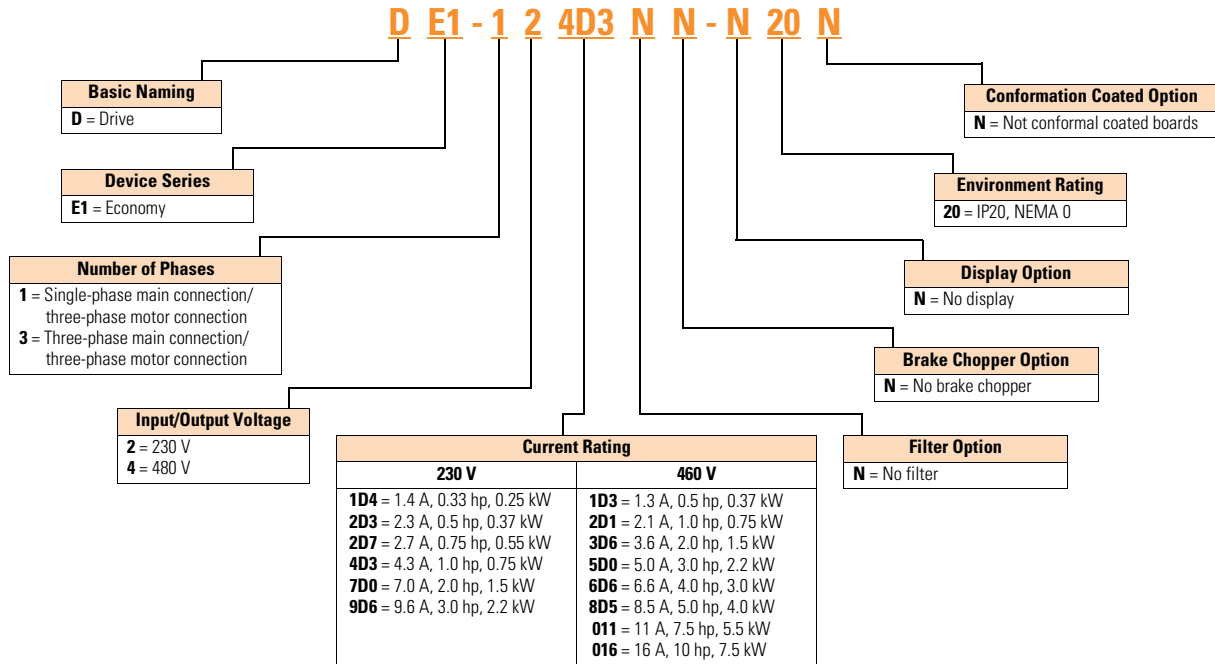 D E1 - 1 2 4D3 N N - N 20 N
Basic Naming
D = Drive
Device Series
E1 = Economy
Number of Phases
1 = Single-phase main connection/
three-phase motor connection
3 = Three-phase main connection/
three-phase motor connection
Input/Output Voltage
2 = 230 V
4 = 480 V
Current Rating
230 V
1D4 = 1.4 A, 0.33 hp, 0.25 kW
2D3 = 2.3 A, 0.5 hp, 0.37 kW
2D7 = 2.7 A, 0.75 hp, 0.55 kW
4D3 = 4.3 A, 1.0 hp, 0.75 kW
7D0 = 7.0 A, 2.0 hp, 1.5 kW
9D6 = 9.6 A, 3.0 hp, 2.2 kW
460 V
1D3 = 1.3 A, 0.5 hp, 0.37 kW
2D1 = 2.1 A, 1.0 hp, 0.75 kW
3D6 = 3.6 A, 2.0 hp, 1.5 kW
5D0 = 5.0 A, 3.0 hp, 2.2 kW
6D6 = 6.6 A, 4.0 hp, 3.0 kW
8D5 = 8.5 A, 5.0 hp, 4.0 kW
011 = 11 A, 7.5 hp, 5.5 kW
016 = 16 A, 10 hp, 7.5 kW
Conformation Coated Option
N = Not conformal coated boards
Environment Rating
20 = IP20, NEMA 0
Display Option
N = No display
Brake Chopper Option
N = No brake chopper
Filter Option
N = No filter